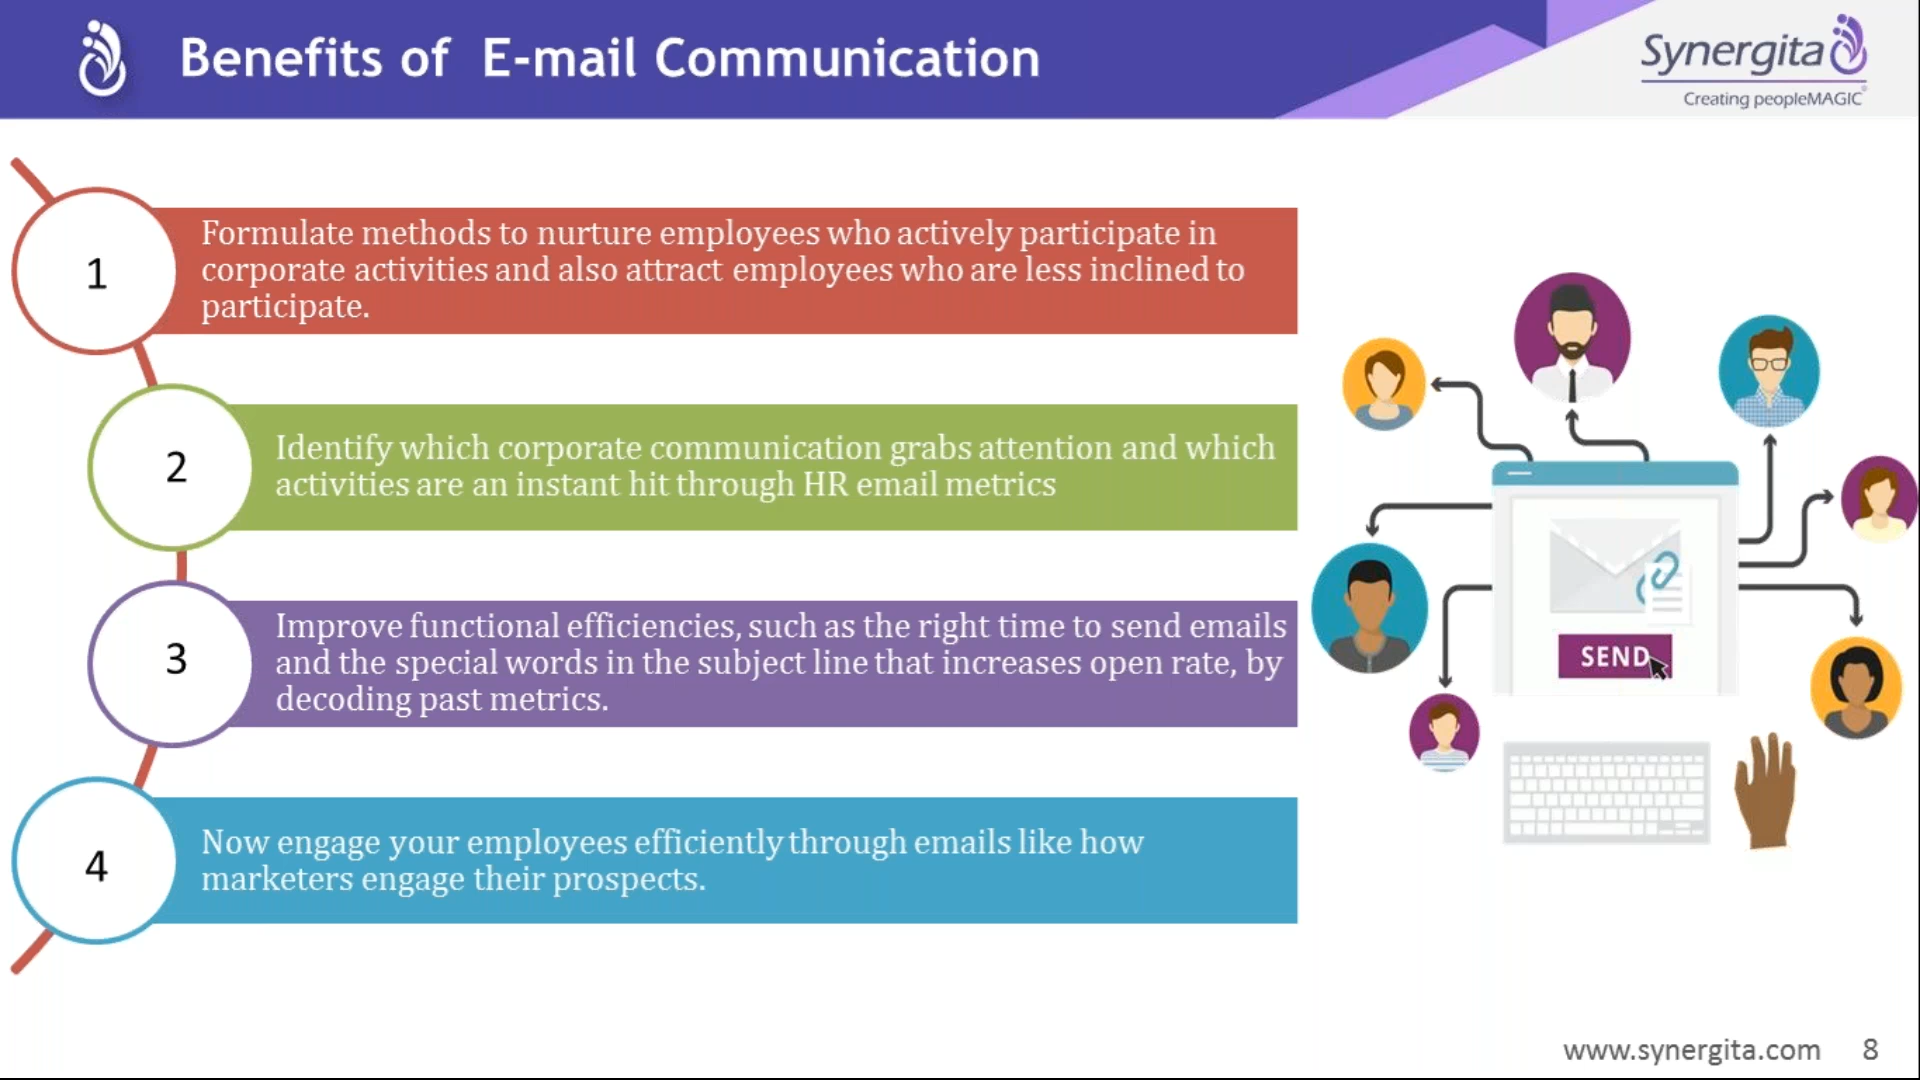 Benefits of E-mail Communication
Synergita
Creating peopleMAGIC
1
Formulate methods to nurture employees who actively participate in
corporate activities and also attract employees who are less inclined to
participate.
2
Identify which corporate communication grabs attention and which
activities are an instant hit through HR email metrics
3
Improve functional efficiencies, such as the right time to send emails
and the special words in the subject line that increases open rate, by
decoding past metrics.
4
Now engage your employees efficiently through emails like how
marketers engage their prospects.
SEND
www.synergita.com 8